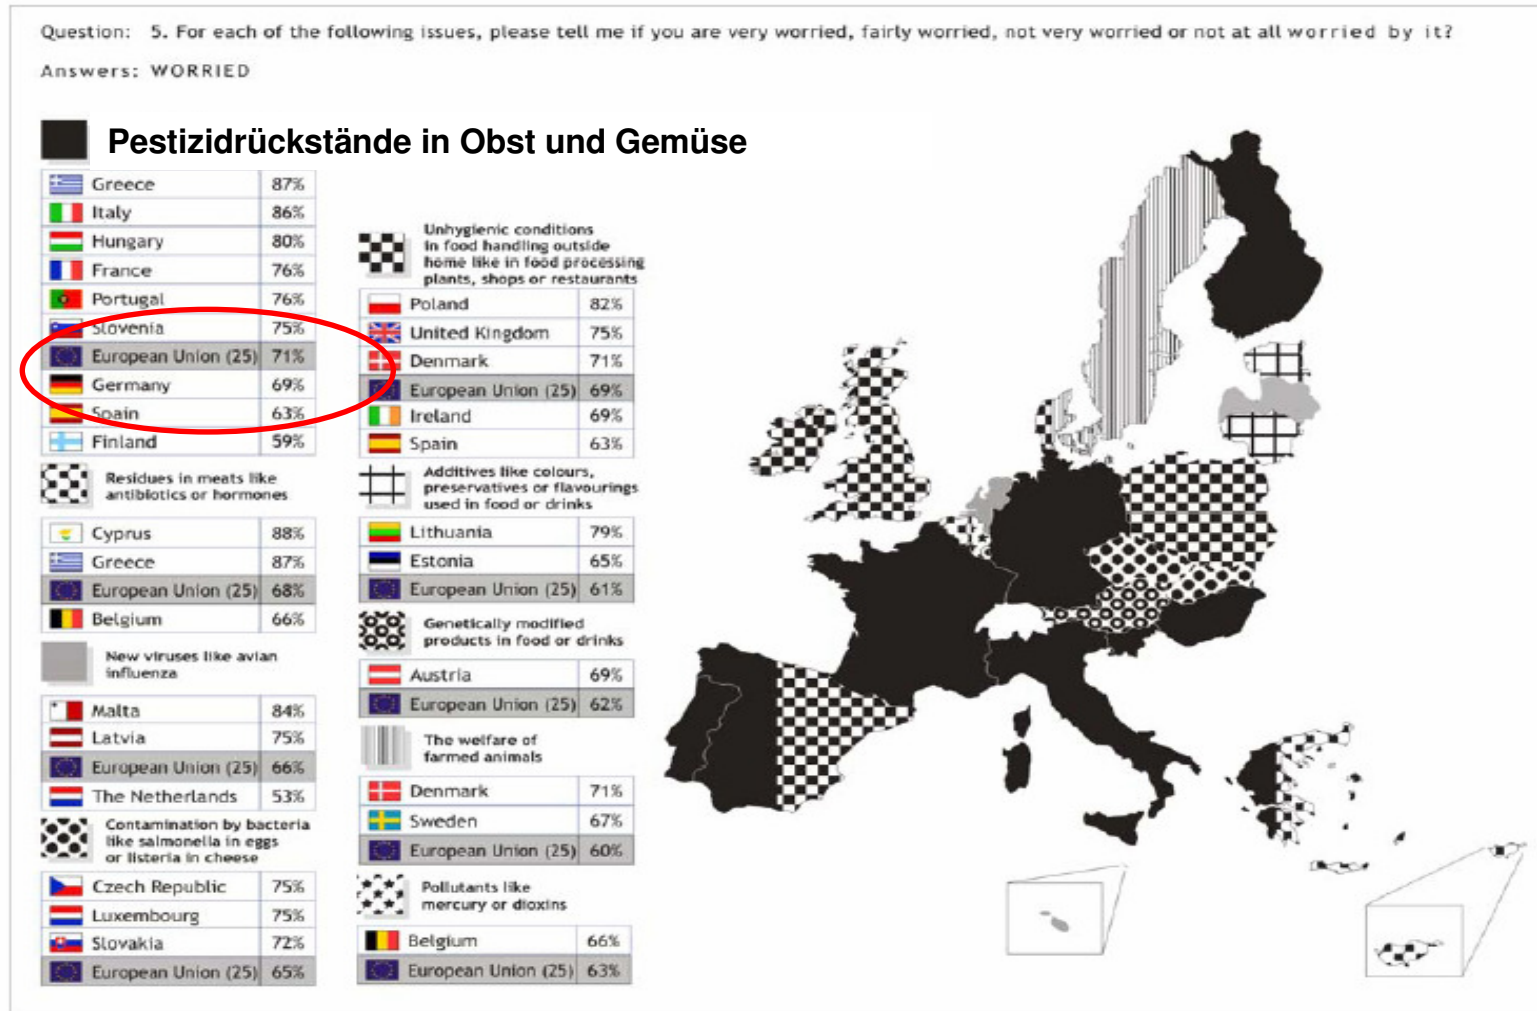 Question: 5. For each of the following issues, please tell me if you are very worried, fairly worried, not very worried or not at all worried by it?
Answers: WORRIED
Pestizidrückstände in Obst und Gemüse
Greece 87%
Italy 86%
Hungary 80%
France 76%
Portugal 76%
Slovenia 75%
European Union (25) 71%
Germany 69%
Spain 63%
Finland 59%
Residues in meats like
antibiotics or hormones
Cyprus 88%
Greece 87%
European Union (25) 68%
Belgium 66%
New viruses like avian
influenza
Malta 84%
Latvia 75%
European Union (25) 66%
The Netherlands 53%
Contamination by bacteria
like salmonella in eggs
or listeria in cheese
Czech Republic 75%
Luxembourg 75%
Slovakia 72%
European Union (25) 65%
Unhygienic conditions
in food handling outside
home like in food processing
plants, shops or restaurants
Poland 82%
United Kingdom 75%
Denmark 71%
European Union (25) 69%
Ireland 69%
Spain 63%
Additives like colours,
preservatives or flavourings
used in food or drinks
Lithuania 79%
Estonia 65%
European Union (25) 61%
Genetically modified
products in food or drinks
Austria 69%
European Union (25) 62%
The welfare of
farmed animals
Denmark 71%
Sweden 67%
European Union (25) 60%
Pollutants like
mercury or dioxins
Belgium 66%
European Union (25) 63%